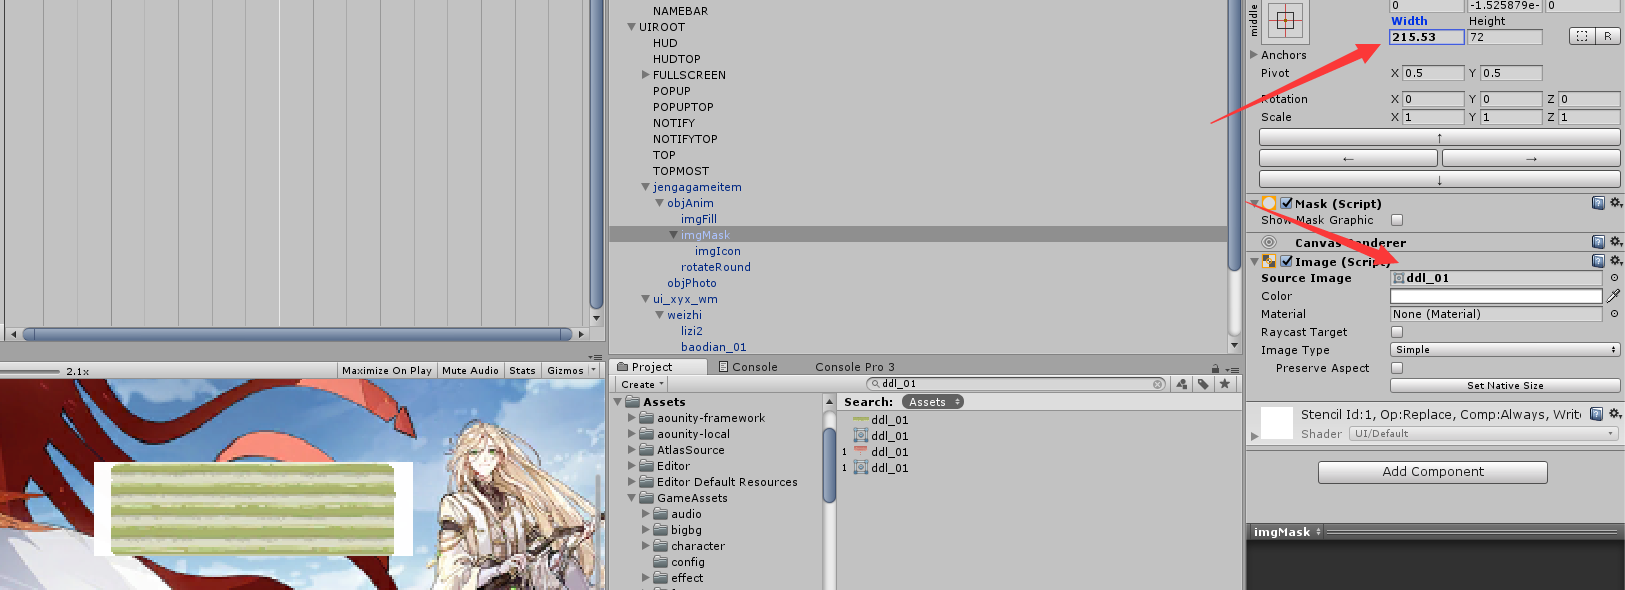 NAMEBAR
UIROOT
HUD
HUDTOP
FULLSCREEN
POPUP
POPUPTOP
NOTIFY
NOTIFYTOP
TOP
TOPMOST
jengagameitem
objAnim
imgFill
imgMask
imgIcon
rotateRound
objPhoto
ui_xyx_wm
weizhi
lizi2
baodian_01
2.1x
Maximize On Play Mute Audio Stats Gizmos
Project Console Console Pro 3
Create ddl_01
Assets
aounity-framework
aounity-local
AtlasSource
Editor
Editor Default Resources
GameAssets
audio
bigbg
character
config
effect
Search: Assets
ddl_01
ddl_01
1 ddl_01
1 ddl_01
middle
0 -1.525879e- 0
Width Height
215.53 72 R
Anchors
Pivot X 0.5 Y 0.5
Rotation X 0 Y 0 Z 0
Scale X 1 Y 1 Z 1
↑
← →
↓
Mask (Script)
Show Mask Graphic
Canvas Renderer
Image (Script)
Source Image ddl_01
Color
Material None (Material)
Raycast Target
Image Type Simple
Preserve Aspect
Set Native Size
Stencil Id:1, Op:Replace, Comp:Always, Write
Shader UI/Default
Add Component
imgMask